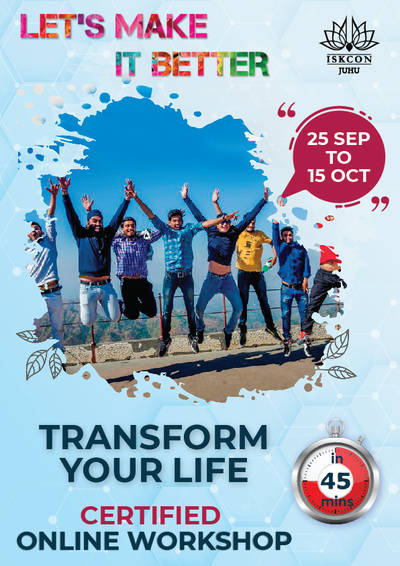 LET'S MAKE
IT BETTER
ISKCON
JUHU
“
25 SEP
TO
15 OCT
”
TRANSFORM
YOUR LIFE
in
45
mins
CERTIFIED
ONLINE WORKSHOP